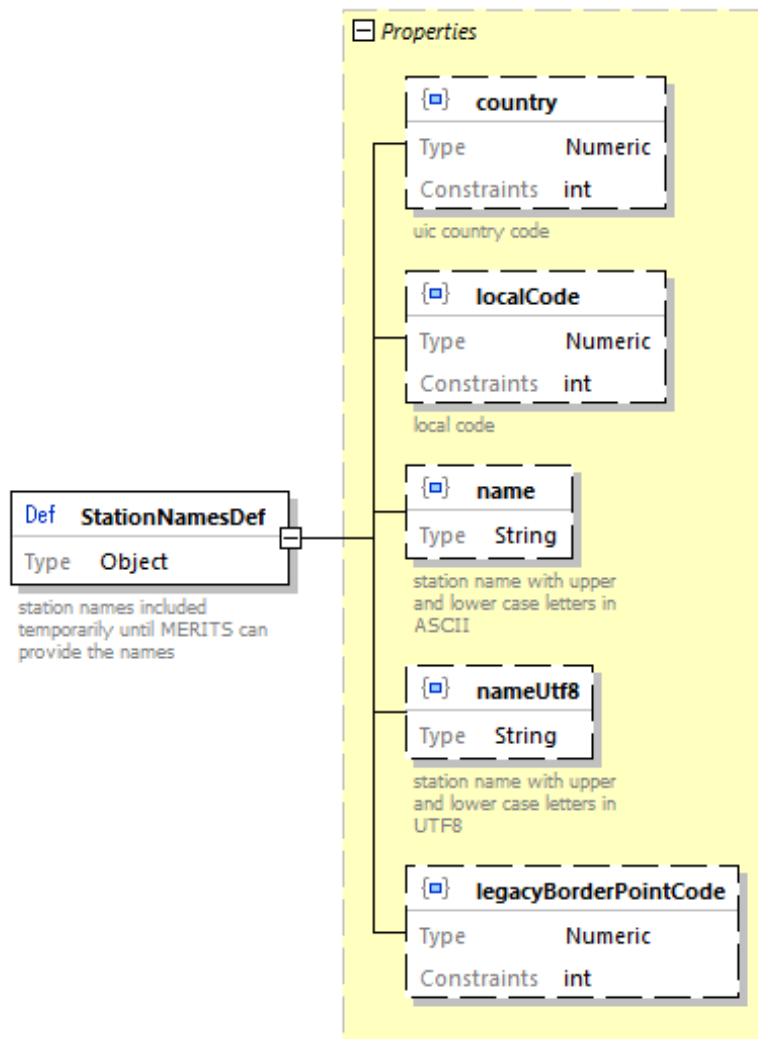 Properties
country
Type Numeric
Constraints int
uic country code
localCode
Type Numeric
Constraints int
local code
name
Type String
station name with upper
and lower case letters in
ASCII
Def StationNamesDef
Type Object
station names included
temporarily until MERITS can
provide the names
nameUtf8
Type String
station name with upper
and lower case letters in
UTF8
legacyBorderPointCode
Type Numeric
Constraints int